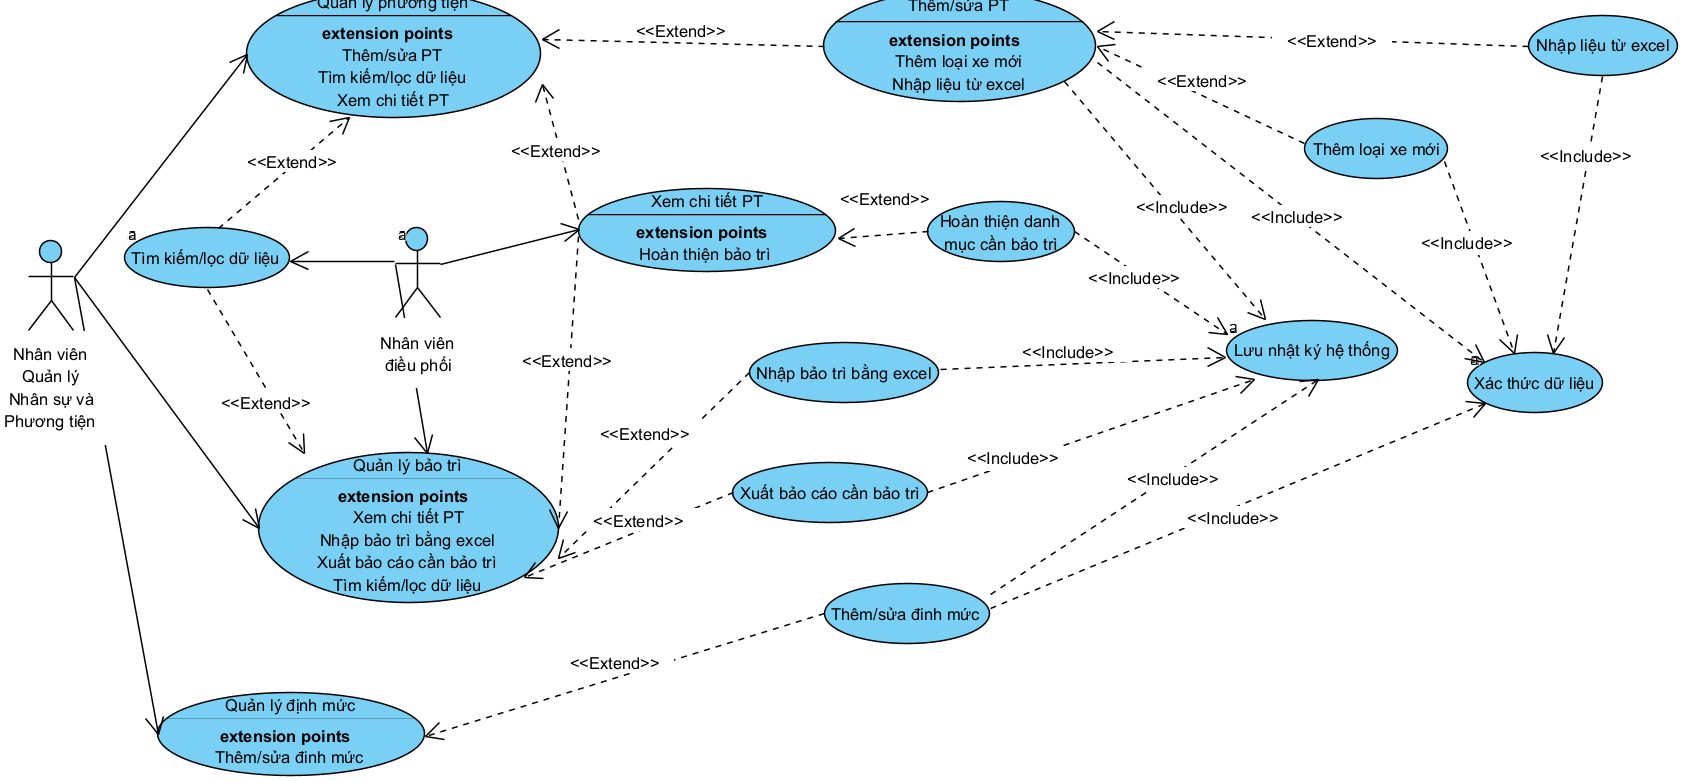 Quản lý phương tiện
extension points
Thêm/sửa PT
Tìm kiếm/lọc dữ liệu
Xem chi tiết PT
<<Extend>>
Thêm/sửa PT
extension points
Thêm loại xe mới
Nhập liệu từ excel
<<Extend>>
Nhập liệu từ excel
<<Extend>>
Thêm loại xe mới
<<Include>>
<<Extend>>
<<Extend>>
<<Include>>
<<Include>>
<<Include>>
a
Tìm kiếm/lọc dữ liệu
a
Xem chi tiết PT
extension points
Hoàn thiện bảo trì
<<Extend>>
Hoàn thiện danh
mục cần bảo trì
<<Include>>
Nhân viên
Quản lý
Nhân sự và
Phương tiện
Nhân viên
điều phối
<<Extend>>
<<Extend>>
Nhập bảo trì bằng excel
<<Include>>
a
Lưu nhật ký hệ thống
a
Xác thực dữ liệu
<<Extend>>
Quản lý bảo trì
extension points
Xem chi tiết PT
Nhập bảo trì bằng excel
Xuất bảo cáo cần bảo trì
Tìm kiếm/lọc dữ liệu
<<Extend>>
Xuất bảo cáo cần bảo trì
<<Include>>
<<Include>>
<<Include>>
Thêm/sửa đinh mức
<<Extend>>
Quản lý định mức
extension points
Thêm/sửa đinh mức